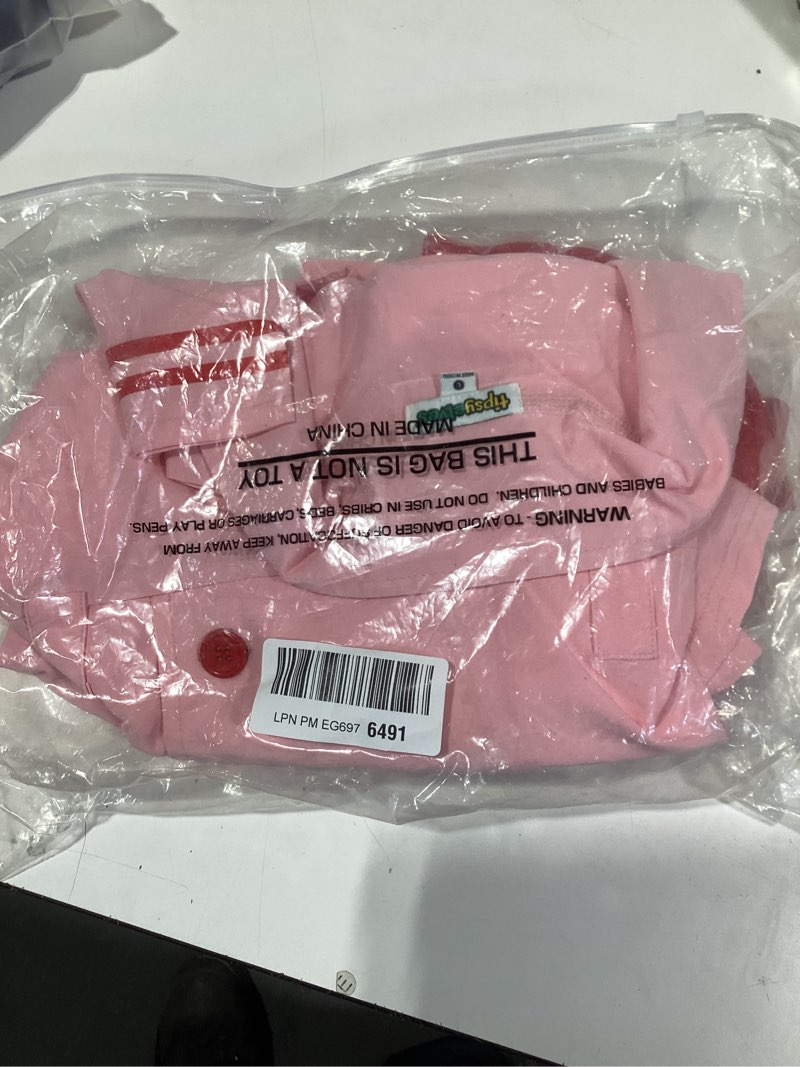 WARNING - TO AVOID DANGER OF SUFFOCATION, KEEP AWAY FROM
BABIES AND CHILDREN. DO NOT USE IN CRIBS, BEDS, CARRIAGES OR PLAY PENS.
THIS BAG IS NOT A TOY
MADE IN CHINA
tipsyelves
L
LPN PM EG697 6491